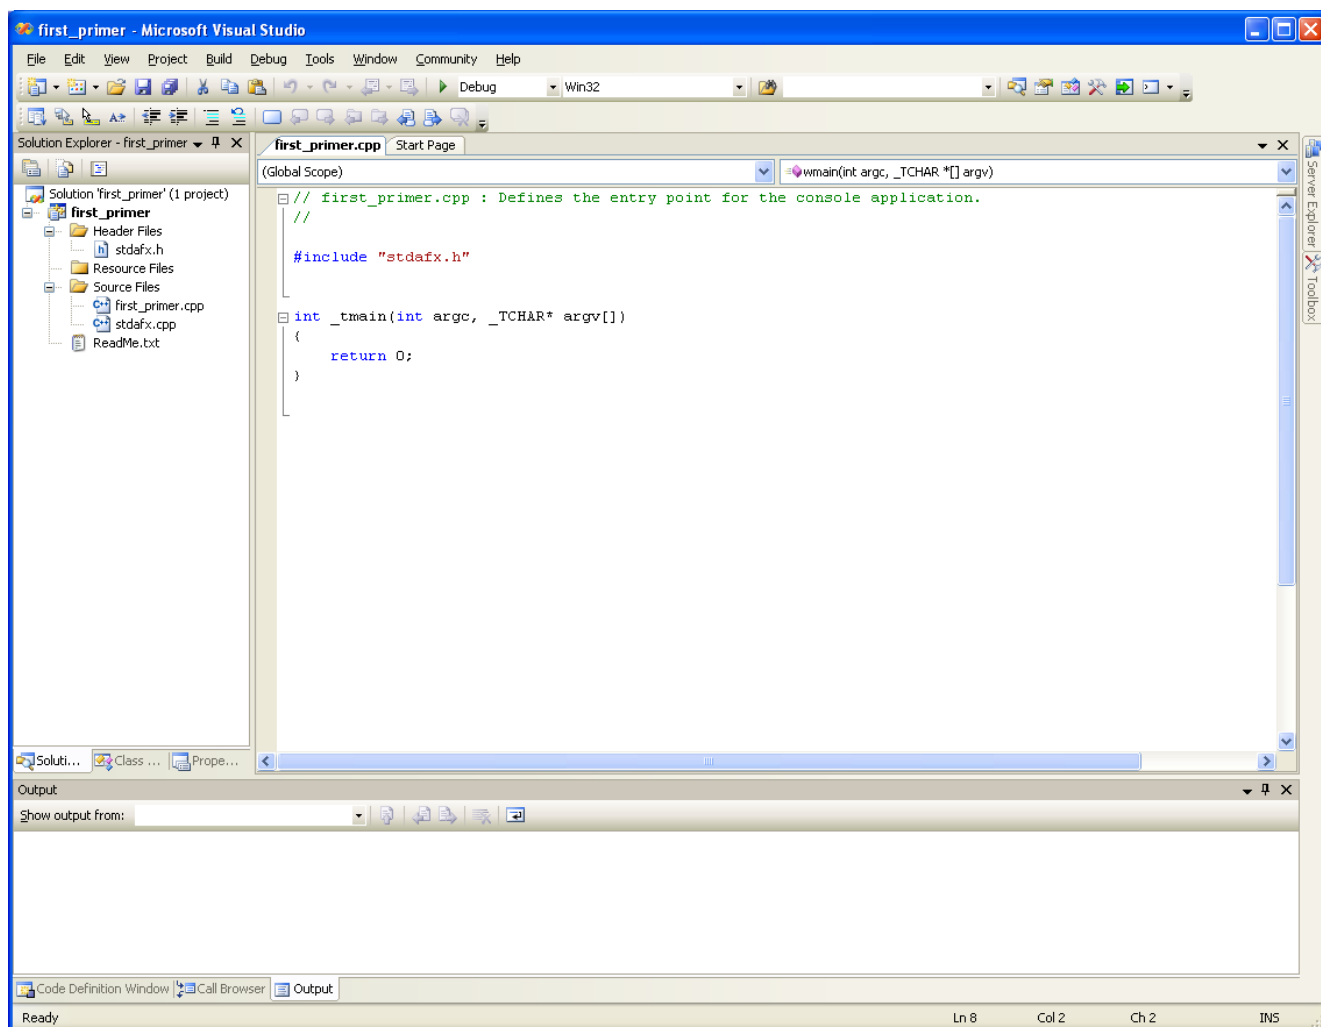 first_primer - Microsoft Visual Studio
File Edit View Project Build Debug Tools Window Community Help
Debug Win32
Solution Explorer - first_primer
first_primer.cpp Start Page
(Global Scope) wmain(int argc, _TCHAR *[] argv)
Solution 'first_primer' (1 project)
first_primer
Header Files
stdafx.h
Resource Files
Source Files
first_primer.cpp
stdafx.cpp
ReadMe.txt
// first_primer.cpp : Defines the entry point for the console application.
//
#include "stdafx.h"
int _tmain(int argc, _TCHAR* argv[])
{
return 0;
}
Server Explorer
Toolbox
Soluti... Class ... Prope...
Output
Show output from:
Code Definition Window Call Browser Output
Ready Ln 8 Col 2 Ch 2 INS